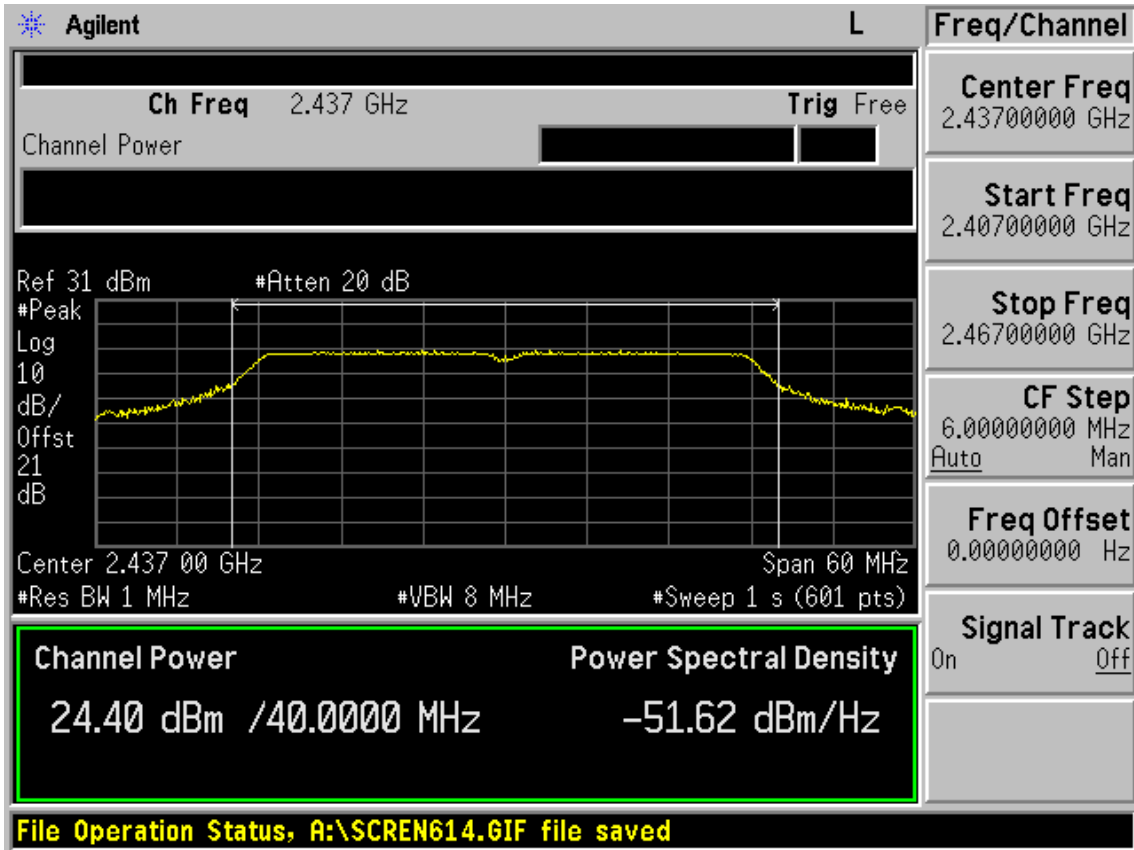 Agilent L
Ch Freq 2.437 GHz Trig Free
Channel Power
Ref 31 dBm #Atten 20 dB
#Peak
Log
10
dB/
Offst
21
dB
Center 2.437 00 GHz Span 60 MHz
#Res BW 1 MHz #VBW 8 MHz #Sweep 1 s (601 pts)
Channel Power Power Spectral Density
24.40 dBm /40.0000 MHz -51.62 dBm/Hz
File Operation Status, A:\SCREN614.GIF file saved
Freq/Channel
Center Freq
2.43700000 GHz
Start Freq
2.40700000 GHz
Stop Freq
2.46700000 GHz
CF Step
6.00000000 MHz
Auto Man
Freq Offset
0.00000000 Hz
Signal Track
On Off